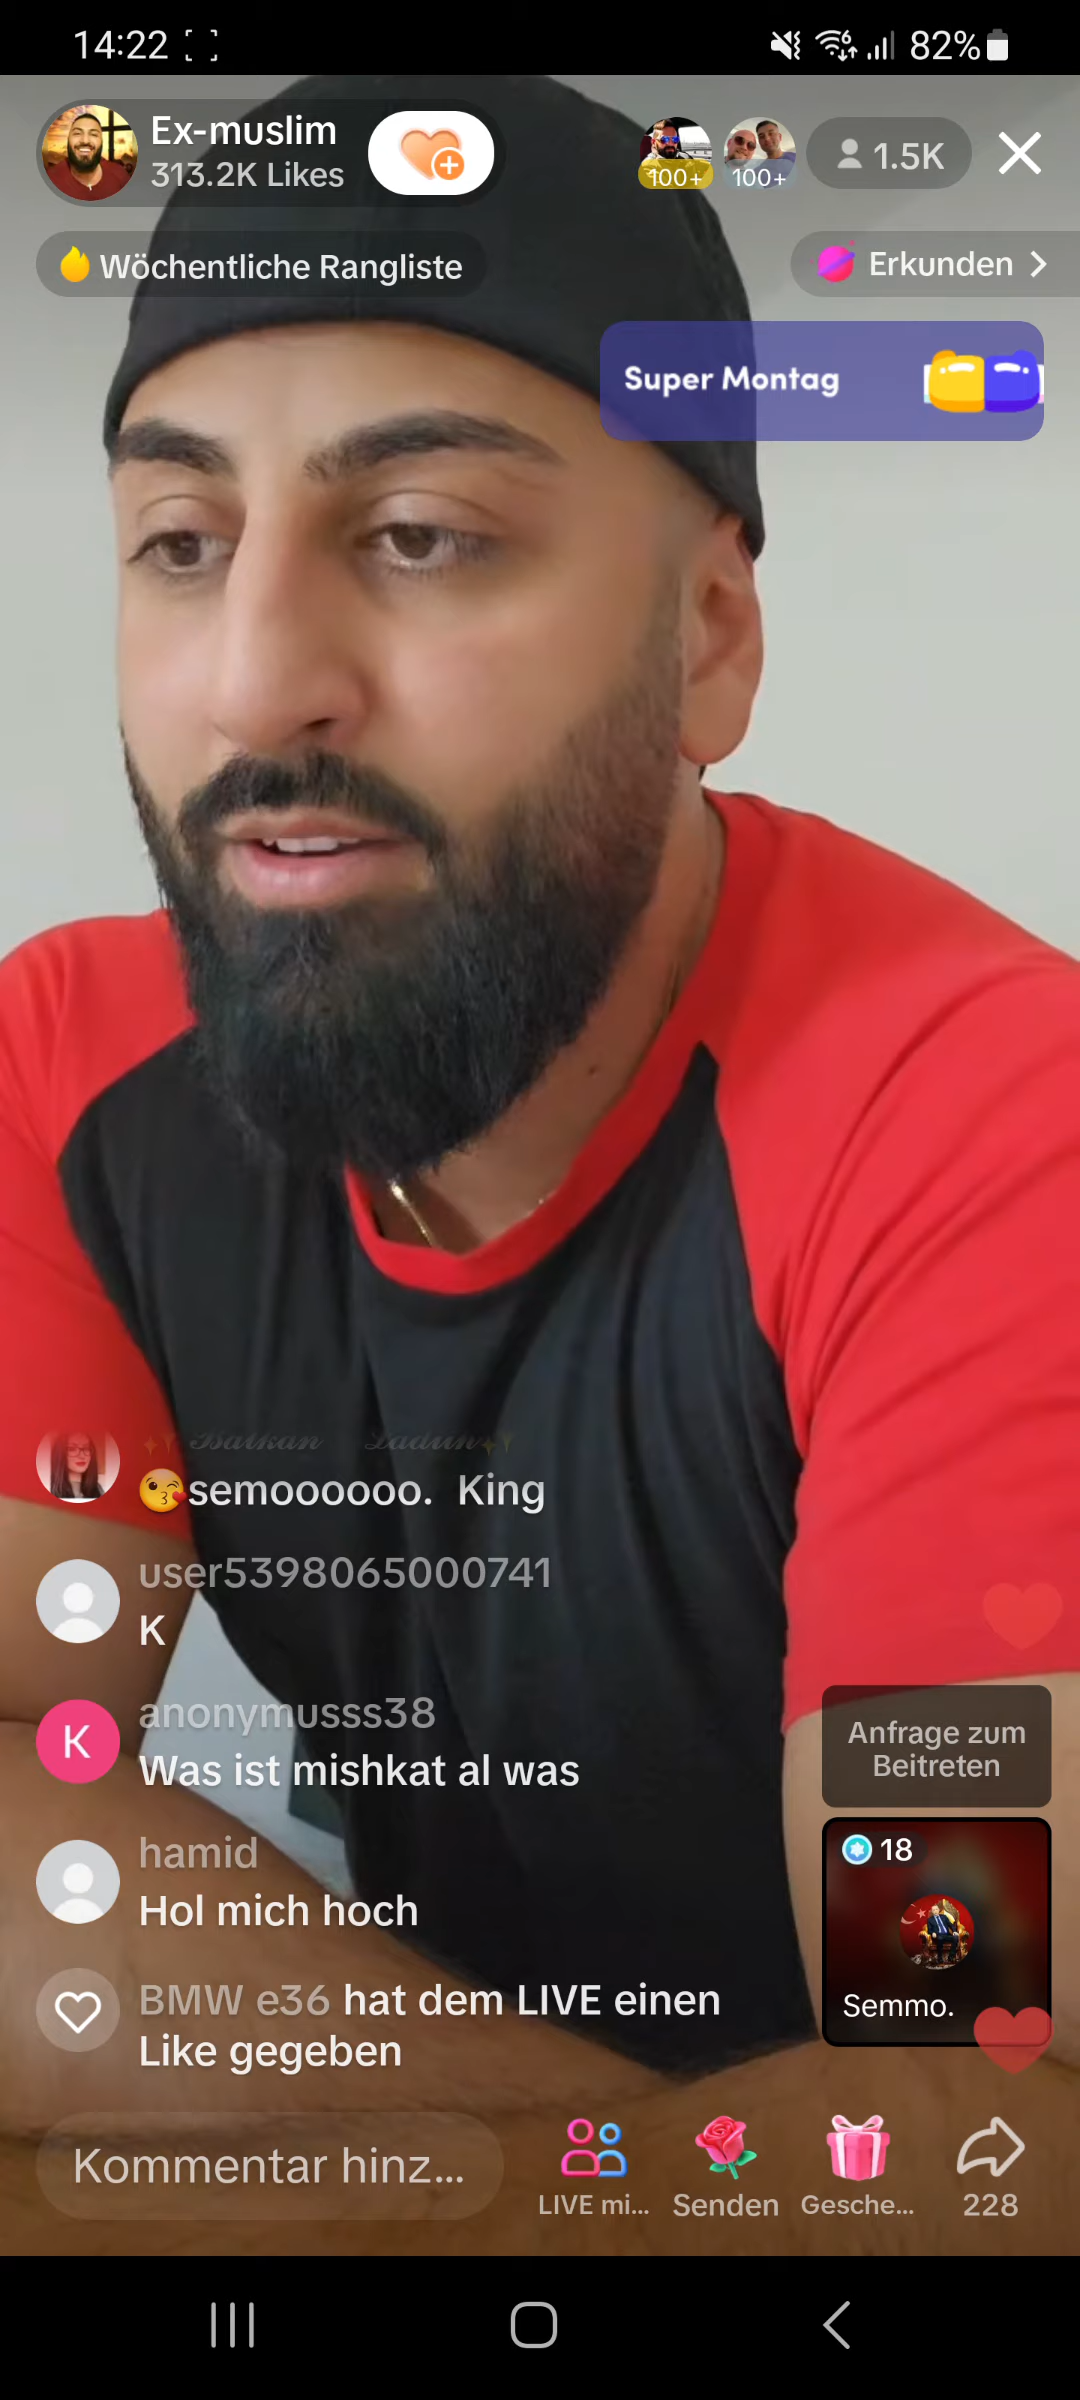 14:22
82%
Ex-muslim
313.2K Likes
100+
100+
1.5K
Wöchentliche Rangliste
Erkunden
Super Montag
Balkan Ladun
😘semoooooo. King
user5398065000741
K
K
anonymusss38
Was ist mishkat al was
hamid
Hol mich hoch
BMW e36 hat dem LIVE einen
Like gegeben
Anfrage zum
Beitreten
18
Semmo.
Kommentar hinz...
LIVE mi...
Senden
Gesche...
228